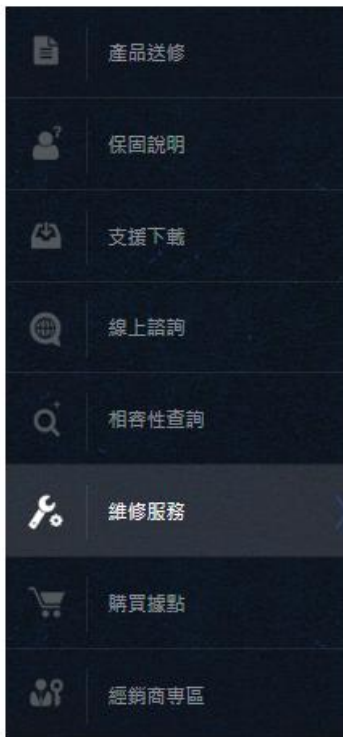 產品送修
保固說明
支援下載
線上諮詢
相容性查詢
維修服務
購買據點
經銷商專區